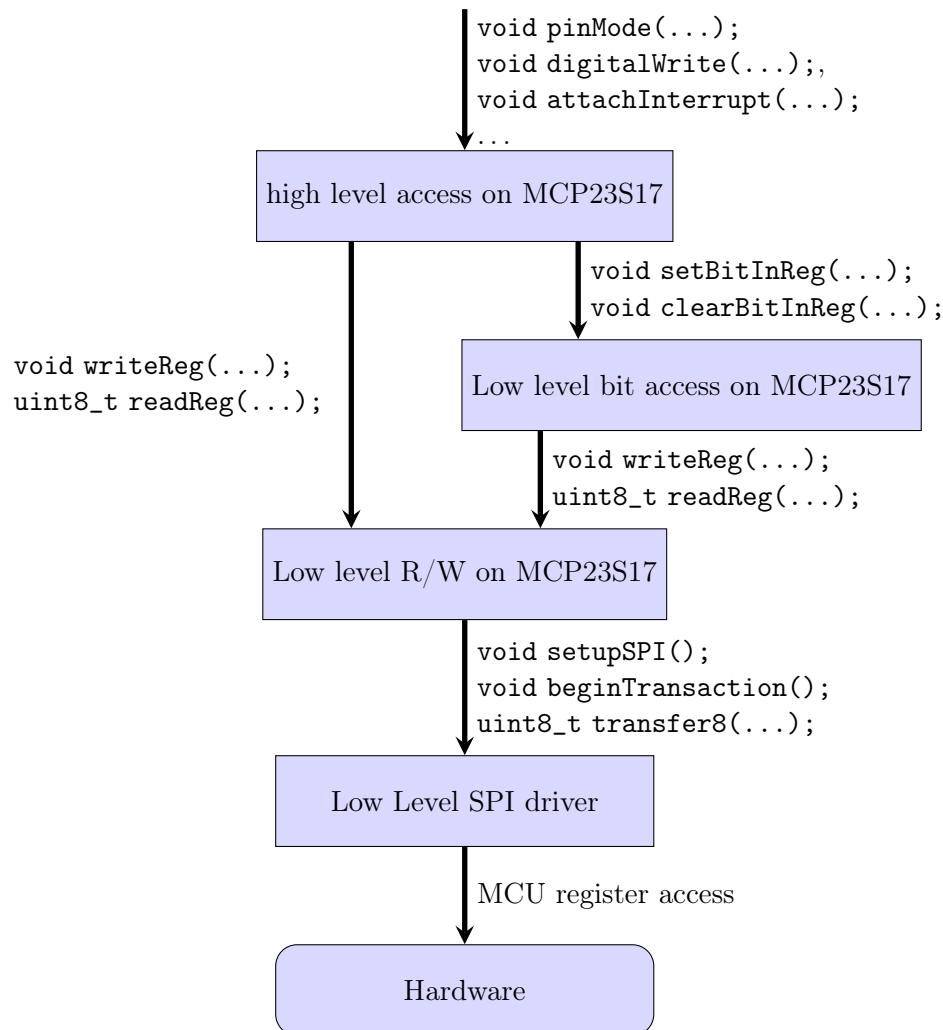 void pinMode(...);
void digitalWrite(...);,
void attachInterrupt(...);
...
high level access on MCP23S17
void setBitInReg(...);
void clearBitInReg(...);
void writeReg(...);
uint8_t readReg(...);
Low level bit access on MCP23S17
void writeReg(...);
uint8_t readReg(...);
Low level R/W on MCP23S17
void setupSPI();
void beginTransaction();
uint8_t transfer8(...);
Low Level SPI driver
MCU register access
Hardware